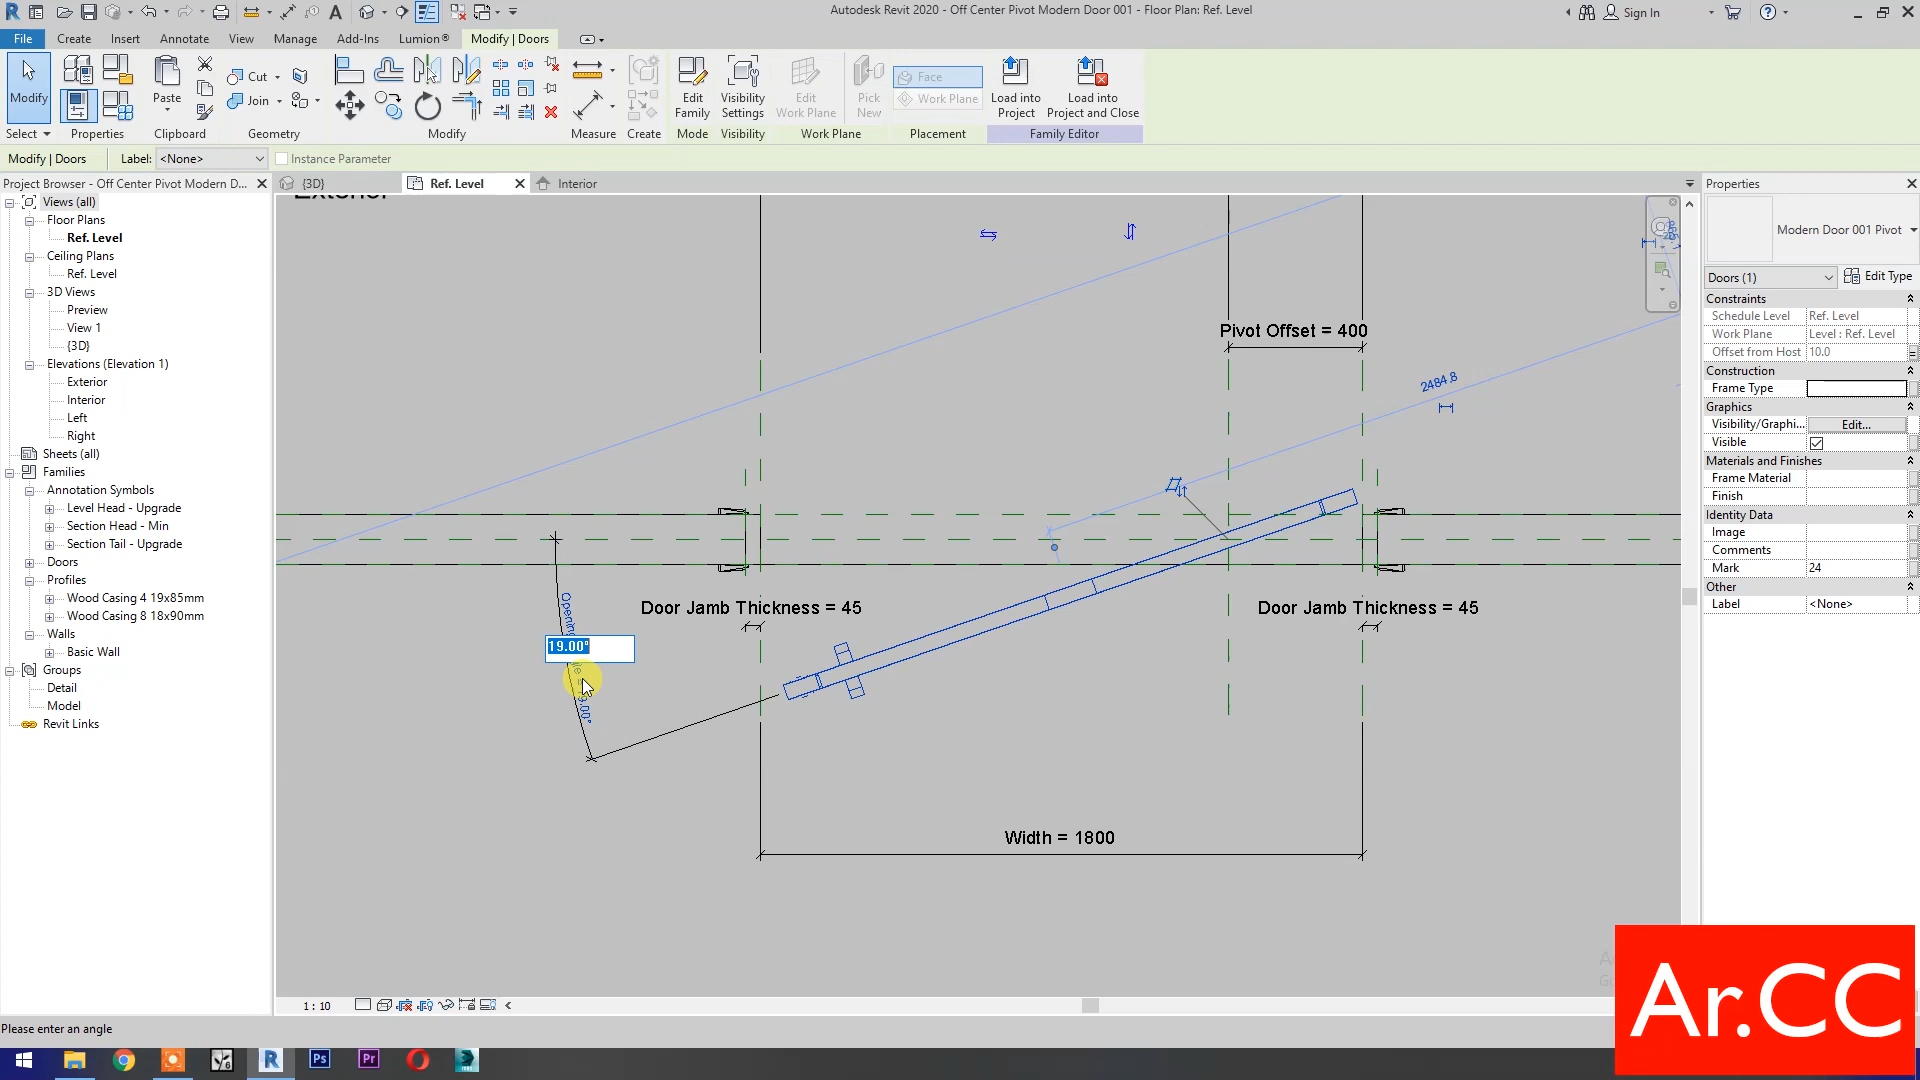 Autodesk Revit 2020 - Off Center Pivot Modern Door 001 - Floor Plan: Ref. Level
Sign In
File Create Insert Annotate View Manage Add-Ins Lumion® Modify | Doors
Modify Paste Cut Join Edit Family Visibility Settings Edit Work Plane Pick New Face Work Plane Load into Project Load into Project and Close
Select Properties Clipboard Geometry Modify Measure Create Mode Visibility Work Plane Placement Family Editor
Modify | Doors Label: <None> Instance Parameter
Project Browser - Off Center Pivot Modern D...
{3D} Ref. Level Interior
Views (all)
Floor Plans
Ref. Level
Ceiling Plans
Ref. Level
3D Views
Preview
View 1
{3D}
Elevations (Elevation 1)
Exterior
Interior
Left
Right
Sheets (all)
Families
Annotation Symbols
Level Head - Upgrade
Section Head - Min
Section Tail - Upgrade
Doors
Profiles
Wood Casing 4 19x85mm
Wood Casing 8 18x90mm
Walls
Basic Wall
Groups
Detail
Model
Revit Links
Exterior
Pivot Offset = 400
2484.8
Door Jamb Thickness = 45
Door Jamb Thickness = 45
19.00°
Width = 1800
1 : 10
Properties
Modern Door 001 Pivot
Doors (1) Edit Type
Constraints
Schedule Level Ref. Level
Work Plane Level : Ref. Level
Offset from Host 10.0
Construction
Frame Type
Graphics
Visibility/Graphi... Edit...
Visible
Materials and Finishes
Frame Material
Finish
Identity Data
Image
Comments
Mark 24
Other
Label <None>
Ar.CC
Please enter an angle
Ps
Pr